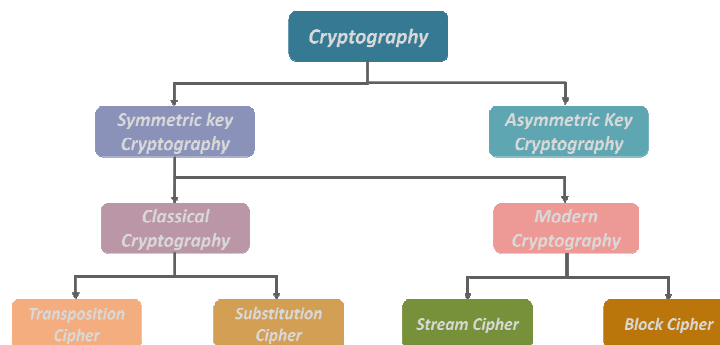 Cryptography
Symmetric key
Cryptography
Asymmetric Key
Cryptography
Classical
Cryptography
Modern
Cryptography
Transposition
Cipher
Substitution
Cipher
Stream Cipher
Block Cipher